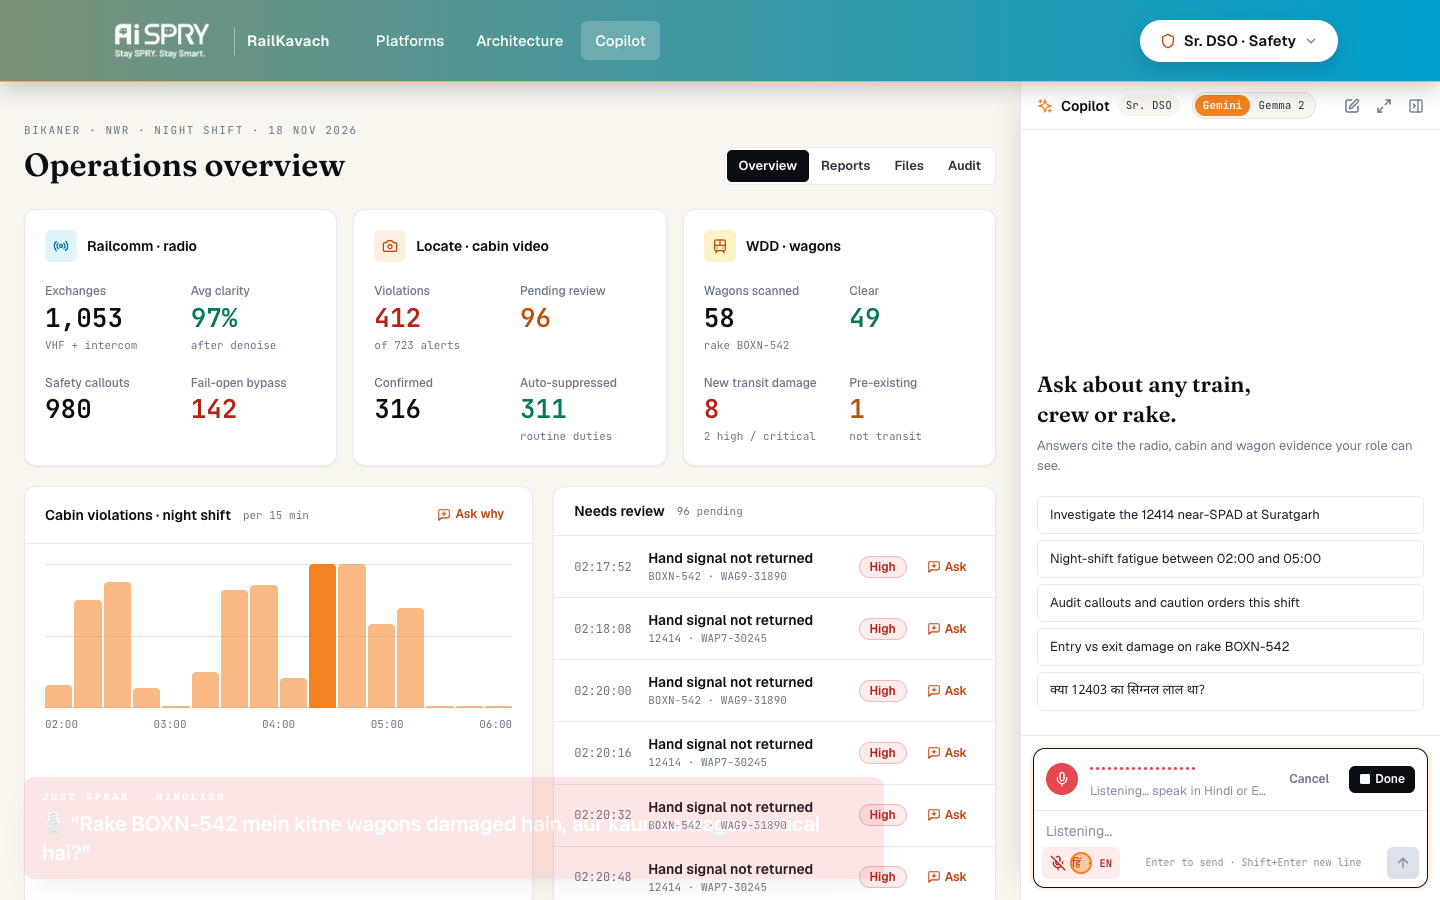 AiSPRY
Stay SPRY. Stay Smart.
RailKavach
Platforms
Architecture
Copilot
Sr. DSO · Safety
BIKANER · NWR · NIGHT SHIFT · 18 NOV 2026
Operations overview
Overview
Reports
Files
Audit
Railcomm · radio
Exchanges
Avg clarity
1,053
97%
VHF + intercom
after denoise
Safety callouts
Fail-open bypass
980
142
Locate · cabin video
Violations
Pending review
412
96
of 723 alerts
Confirmed
Auto-suppressed
316
311
routine duties
WDD · wagons
Wagons scanned
Clear
58
49
rake BOXN-542
New transit damage
Pre-existing
8
1
2 high / critical
not transit
Cabin violations · night shift per 15 min
Ask why
02:00 03:00 04:00 05:00 06:00
Needs review 96 pending
02:17:52 Hand signal not returned High Ask
BOXN-542 · WAG9-31890
02:18:08 Hand signal not returned High Ask
12414 · WAP7-30245
02:20:00 Hand signal not returned High Ask
BOXN-542 · WAG9-31890
02:20:16 Hand signal not returned High Ask
12414 · WAP7-30245
02:20:32 Hand signal not returned High Ask
BOXN-542 · WAG9-31890
02:20:48 Hand signal not returned High Ask
12414 · WAP7-30245
JUST SPEAK · HINGLISH
“Rake BOXN-542 mein kitne wagons damaged hain, aur kaun
hai?”
Copilot
Sr. DSO
Gemini
Gemma 2
Ask about any train,
crew or rake.
Answers cite the radio, cabin and wagon evidence your role can
see.
Investigate the 12414 near-SPAD at Suratgarh
Night-shift fatigue between 02:00 and 05:00
Audit callouts and caution orders this shift
Entry vs exit damage on rake BOXN-542
क्या 12403 का सिग्नल लाल था?
Listening… speak in Hindi or E…
Cancel
Done
Listening…
हिं
EN
Enter to send · Shift+Enter new line